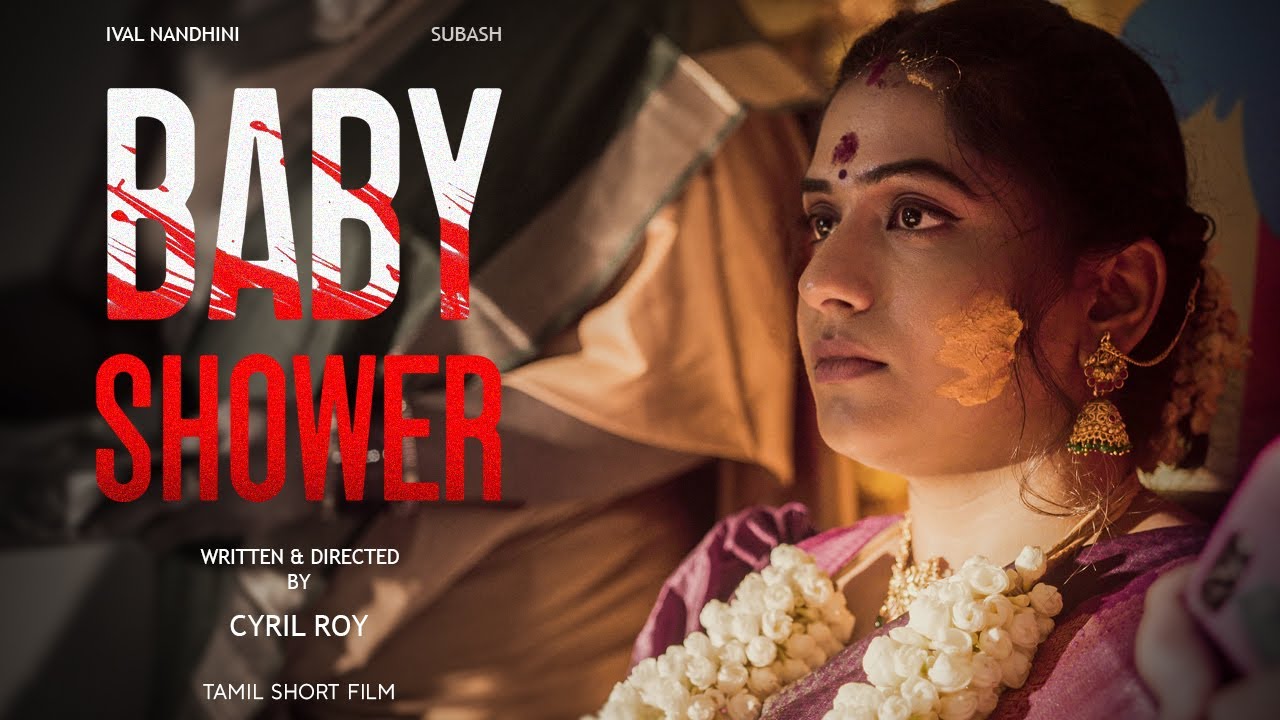 IVAL NANDHINI SUBASH
BABY
SHOWER
WRITTEN & DIRECTED
BY
CYRIL ROY
TAMIL SHORT FILM